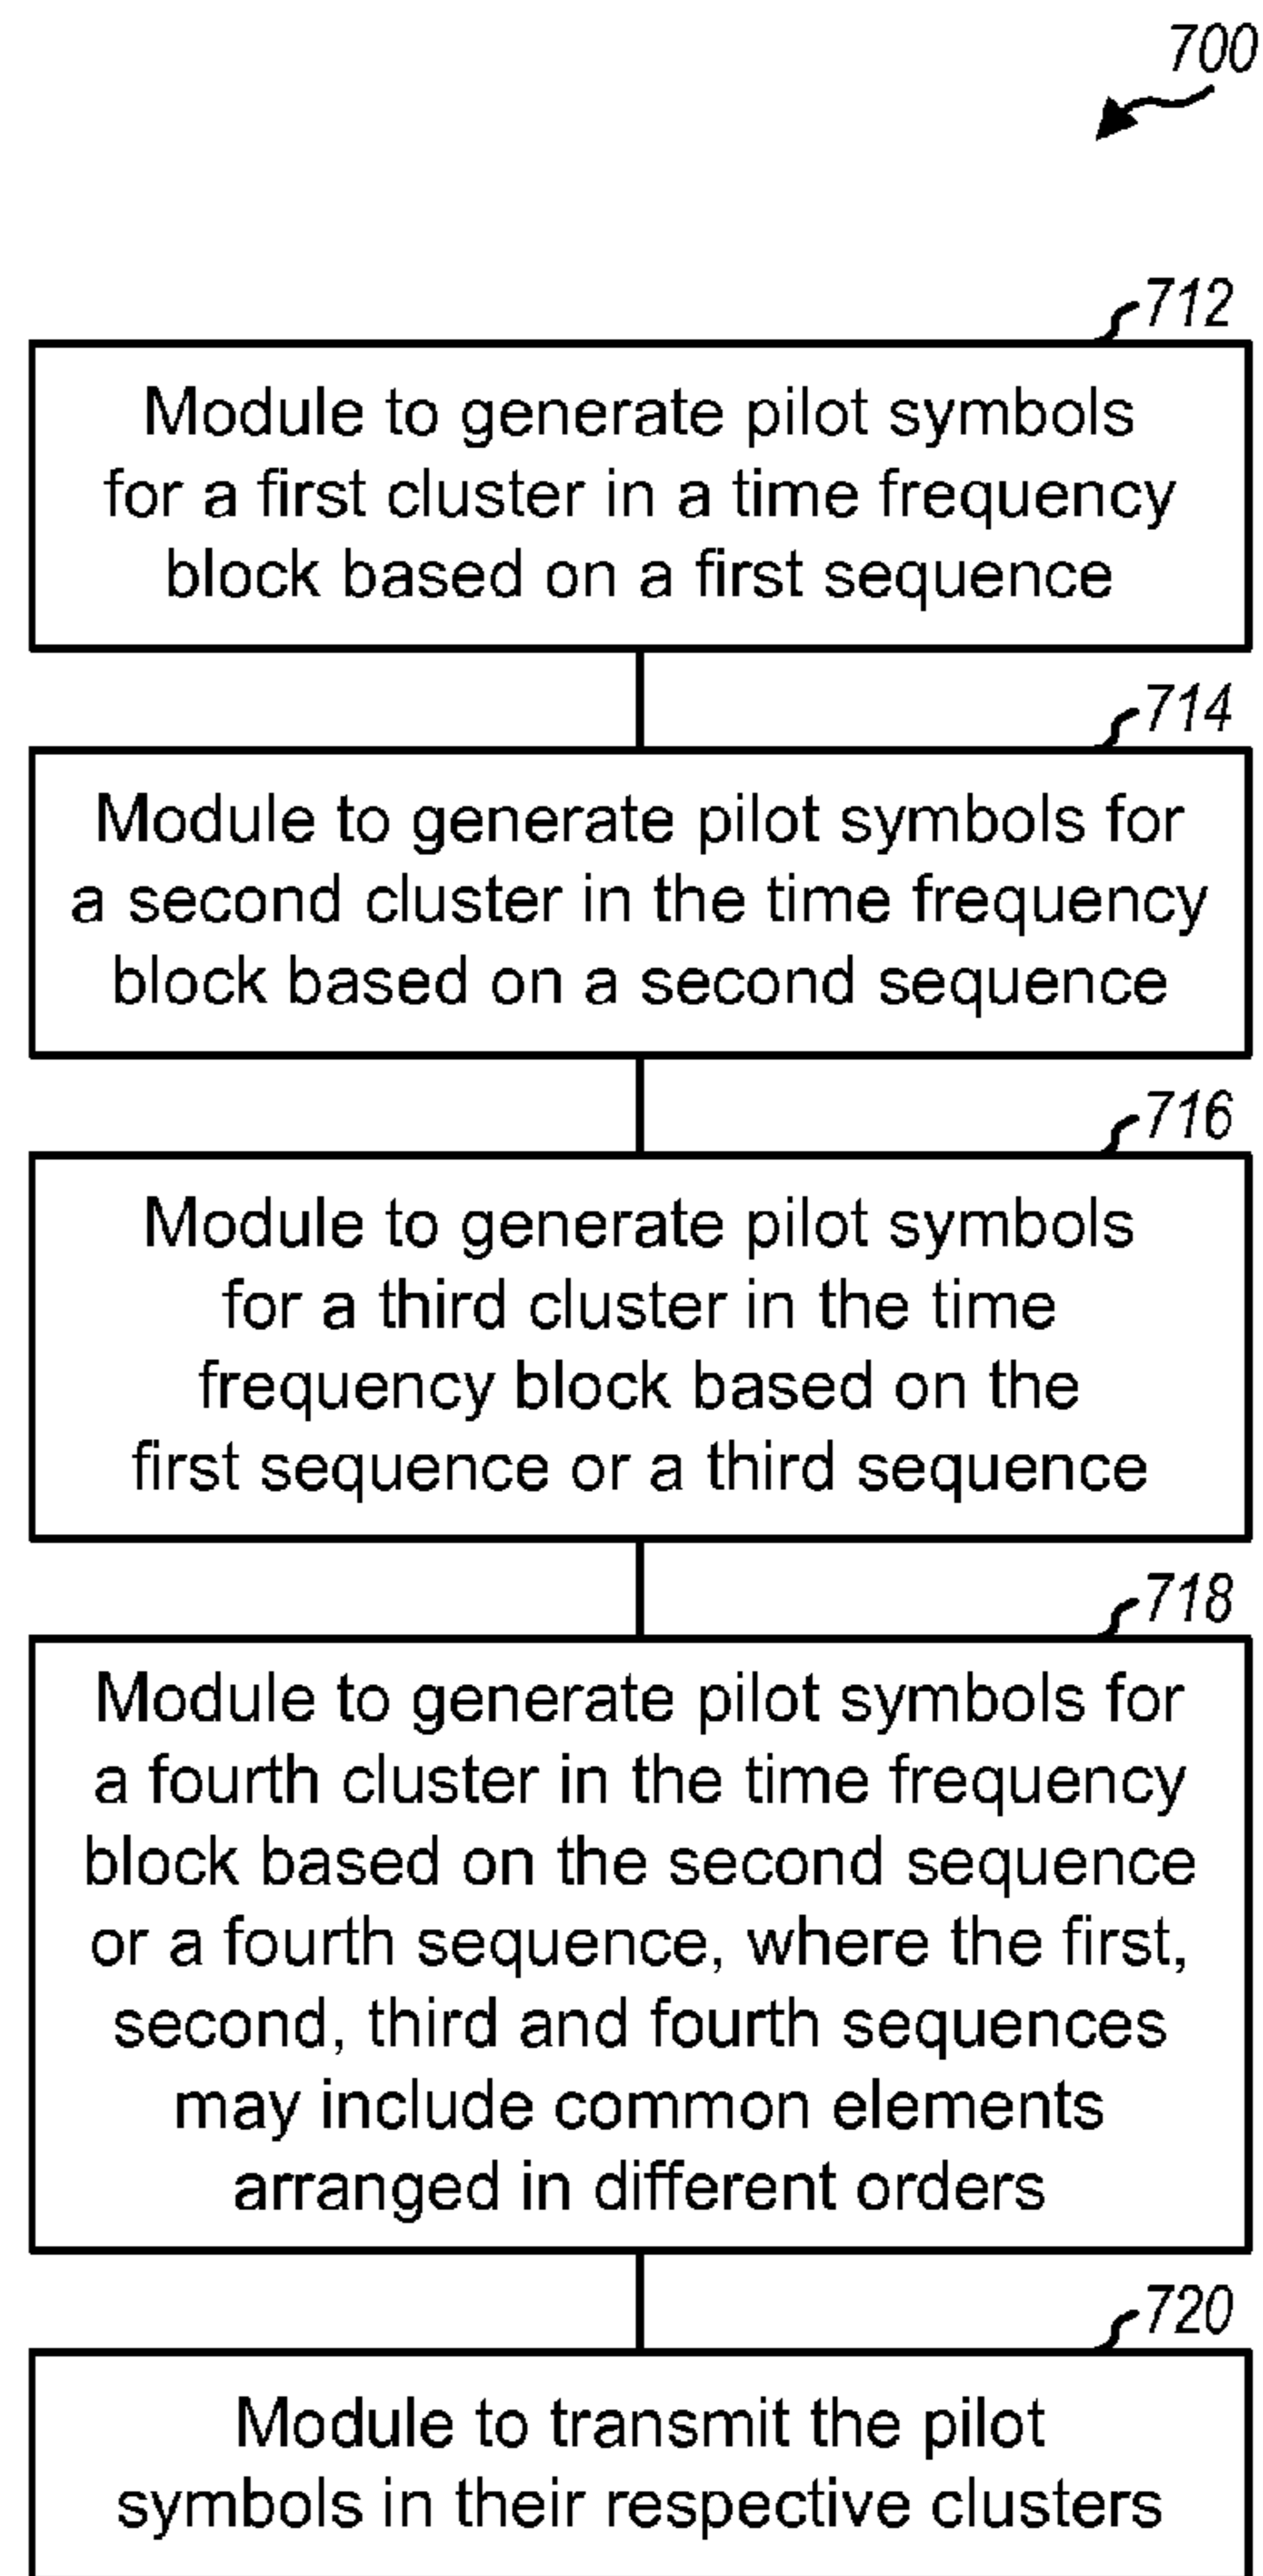 700
712
Module to generate pilot symbols
for a first cluster in a time frequency
block based on a first sequence
714
Module to generate pilot symbols for
a second cluster in the time frequency
block based on a second sequence
716
Module to generate pilot symbols
for a third cluster in the time
frequency block based on the
first sequence or a third sequence
718
Module to generate pilot symbols for
a fourth cluster in the time frequency
block based on the second sequence
or a fourth sequence, where the first,
second, third and fourth sequences
may include common elements
arranged in different orders
720
Module to transmit the pilot
symbols in their respective clusters